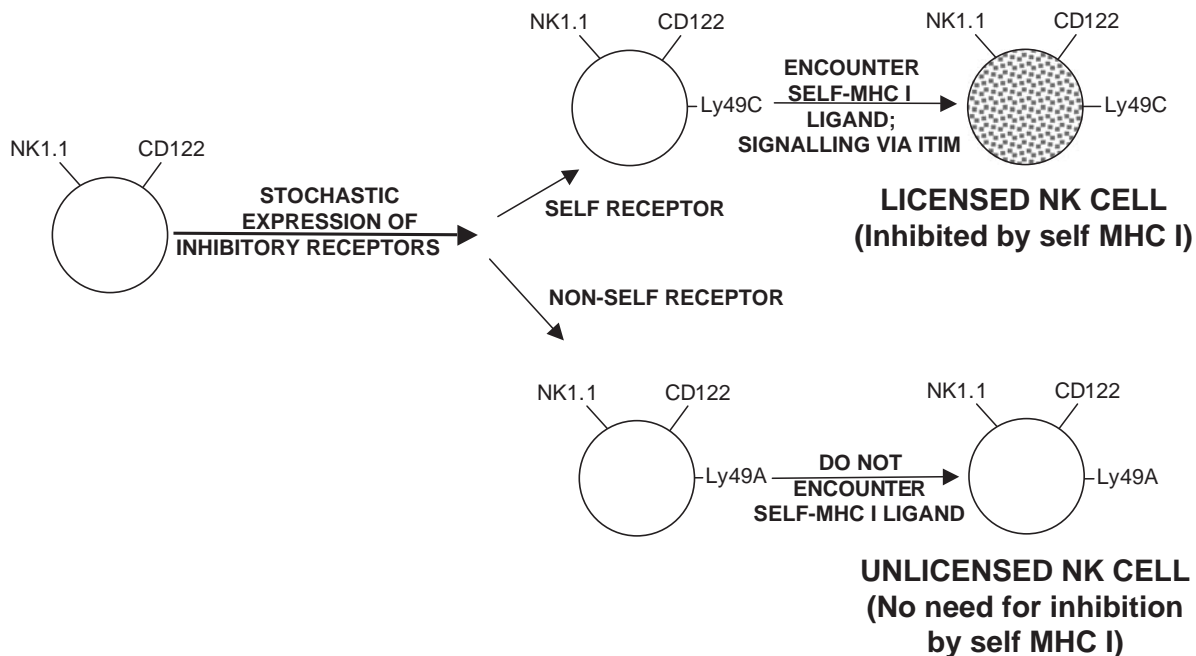 NK1.1
CD122
STOCHASTIC
EXPRESSION OF
INHIBITORY RECEPTORS
NK1.1
CD122
Ly49C
SELF RECEPTOR
ENCOUNTER
SELF-MHC I
LIGAND;
SIGNALLING VIA ITIM
NK1.1
CD122
Ly49C
LICENSED NK CELL
(Inhibited by self MHC I)
NON-SELF RECEPTOR
NK1.1
CD122
Ly49A
DO NOT
ENCOUNTER
SELF-MHC I LIGAND
NK1.1
CD122
Ly49A
UNLICENSED NK CELL
(No need for inhibition
by self MHC I)